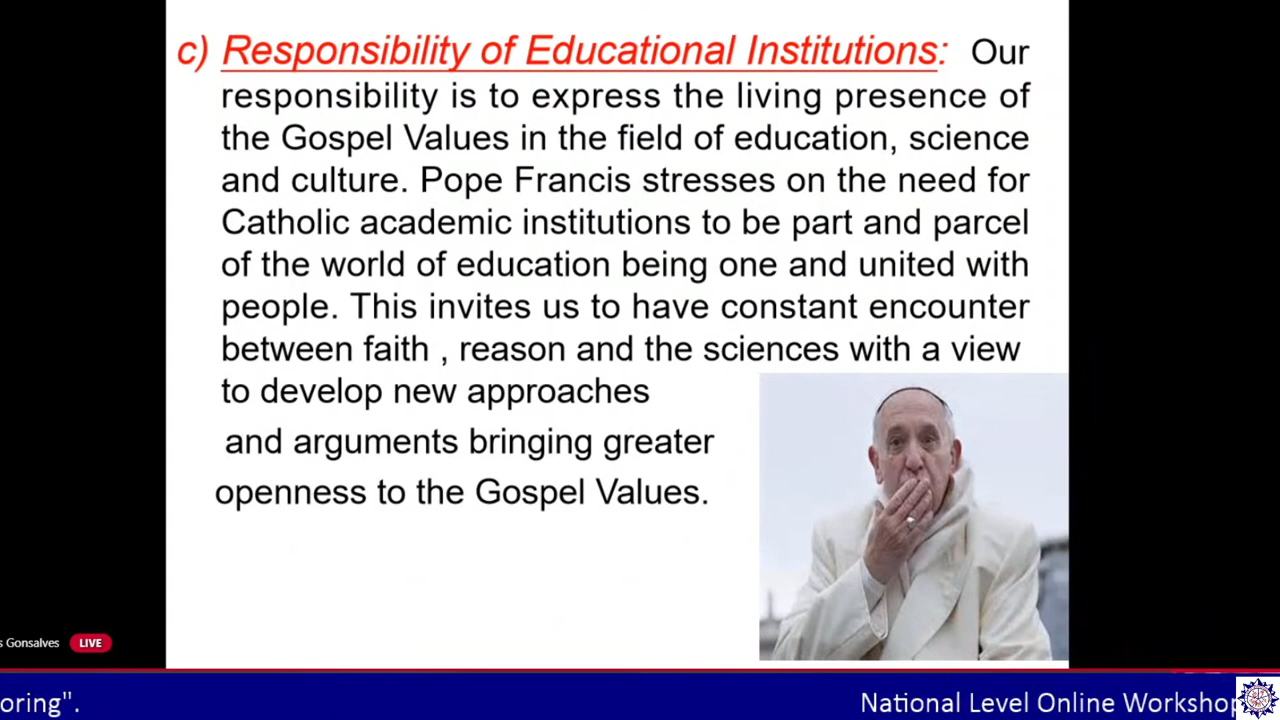 c) Responsibility of Educational Institutions: Our
responsibility is to express the living presence of
the Gospel Values in the field of education, science
and culture. Pope Francis stresses on the need for
Catholic academic institutions to be part and parcel
of the world of education being one and united with
people. This invites us to have constant encounter
between faith , reason and the sciences with a view
to develop new approaches
and arguments bringing greater
openness to the Gospel Values.
s Gonsalves LIVE
oring". National Level Online Workshop